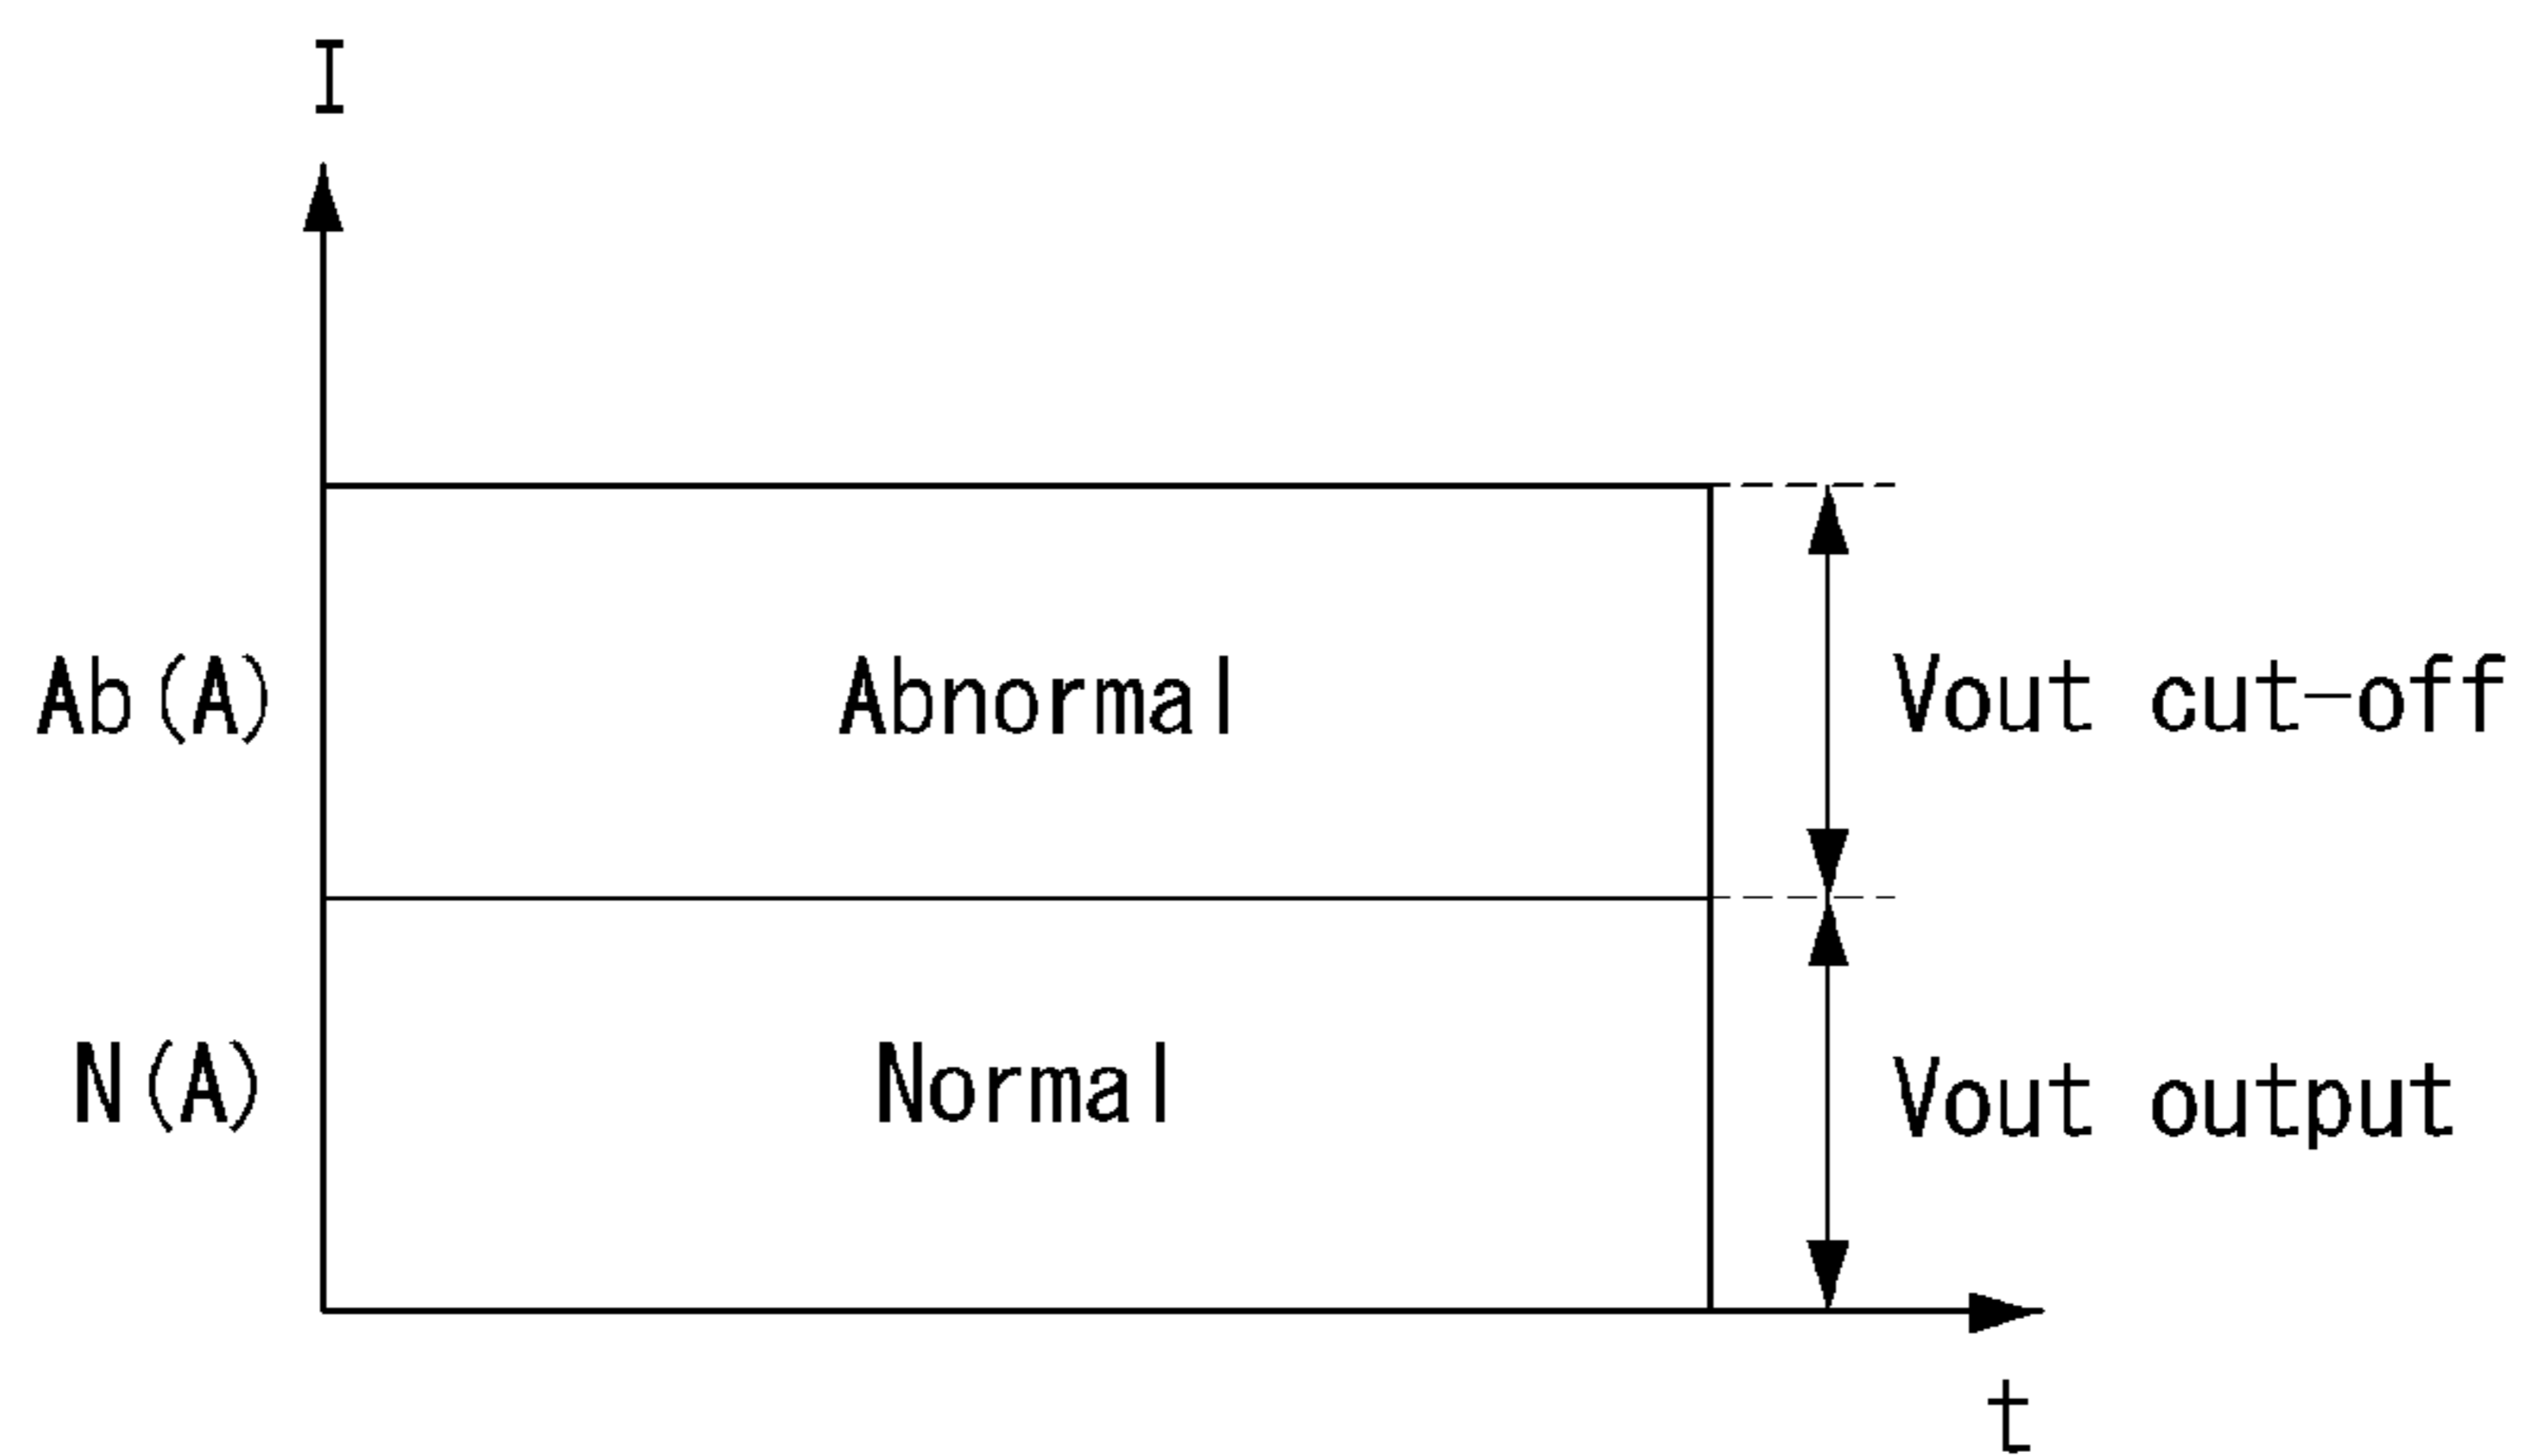 I
Ab(A)
Abnormal
Vout cut-off
N(A)
Normal
Vout output
t